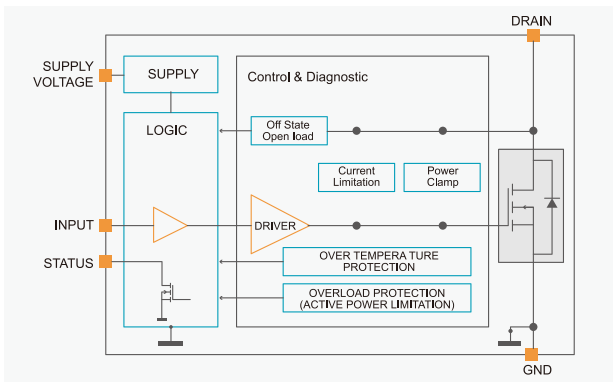 DRAIN
SUPPLY
VOLTAGE
SUPPLY
Control & Diagnostic
LOGIC
Off State
Open load
Current
Limitation
Power
Clamp
INPUT
DRIVER
STATUS
OVER TEMPERA TURE
PROTECTION
OVERLOAD PROTECTION
(ACTIVE POWER LIMITATION)
GND